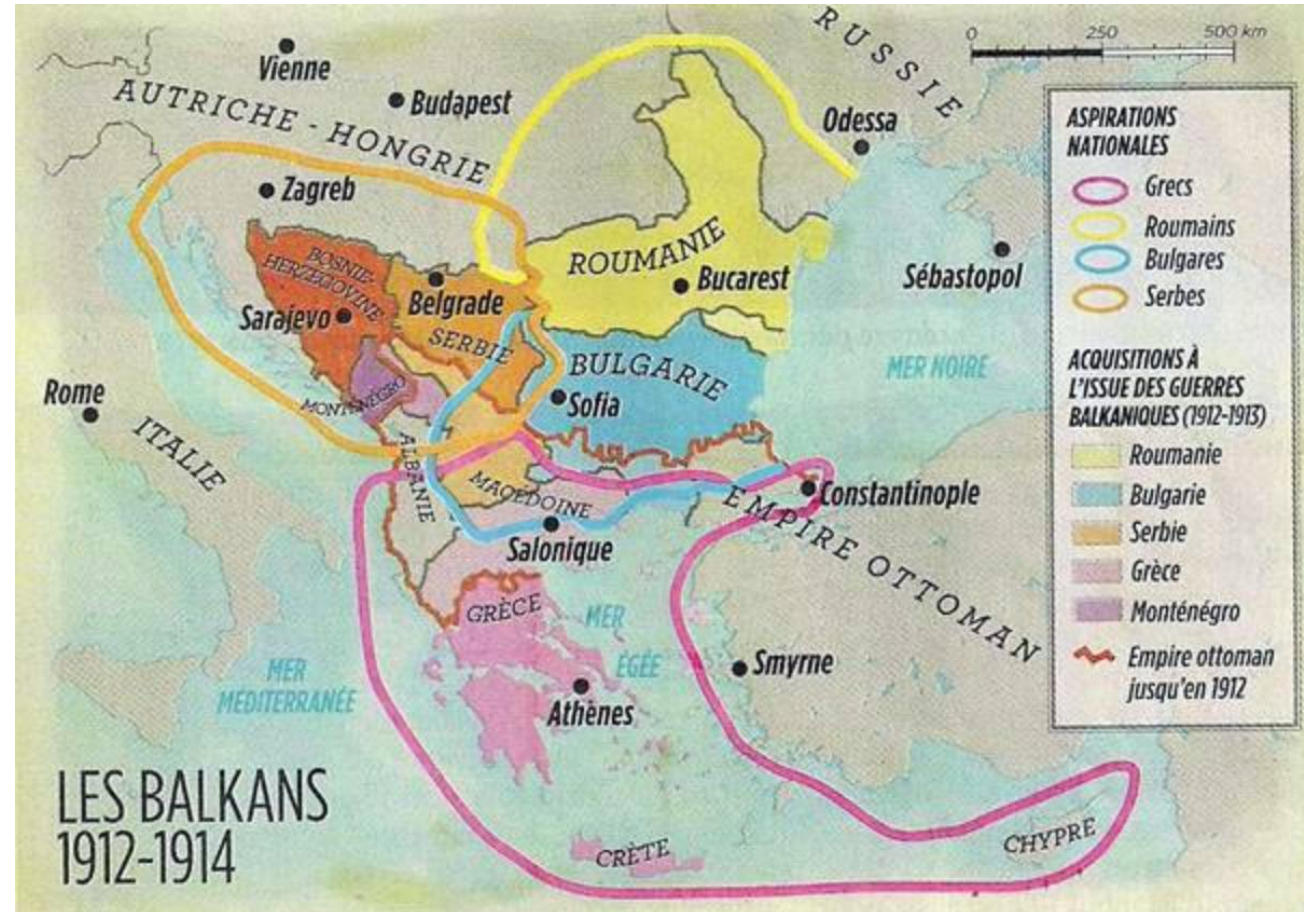 RUSSIE
0 250 500 km
Vienne
AUTRICHE - HONGRIE
Budapest
Odessa
Zagreb
ROUMANIE
Bucarest
Sébastopol
BOSNIE-
HERZEGOVINE
Belgrade
Sarajevo
SERBIE
BULGARIE
MER NOIRE
MONTÉNÉGRO
Sofia
Rome
ITALIE
ALBANIE
MACÉDOINE
EMPIRE OTTOMAN
Constantinople
Salonique
GRÈCE
MER
ÉGÉE
Smyrne
MER
MÉDITERRANÉE
Athènes
CRÈTE
CHYPRE
LES BALKANS
1912-1914
ASPIRATIONS
NATIONALES
Grecs
Roumains
Bulgares
Serbes
ACQUISITIONS À
L'ISSUE DES GUERRES
BALKANIQUES (1912-1913)
Roumanie
Bulgarie
Serbie
Grèce
Monténégro
Empire ottoman
jusqu'en 1912